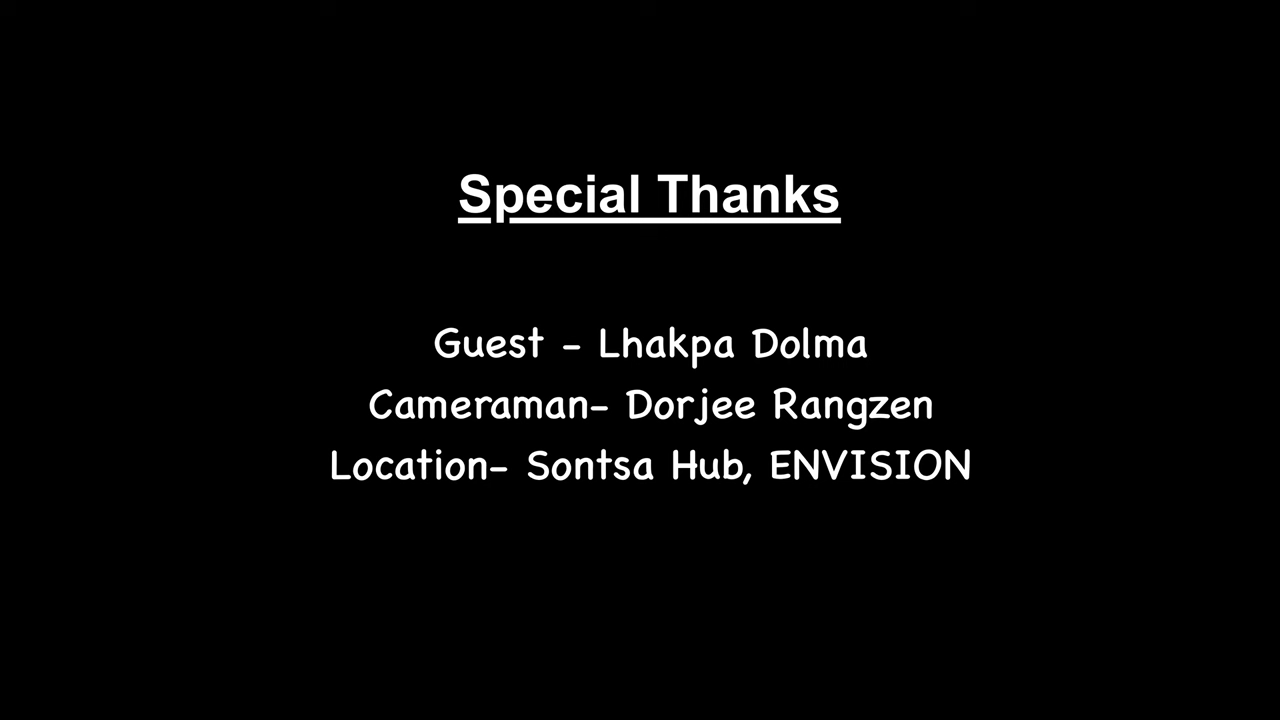 Special Thanks
Guest - Lhakpa Dolma
Cameraman- Dorjee Rangzen
Location- Sontsa Hub, ENVISION